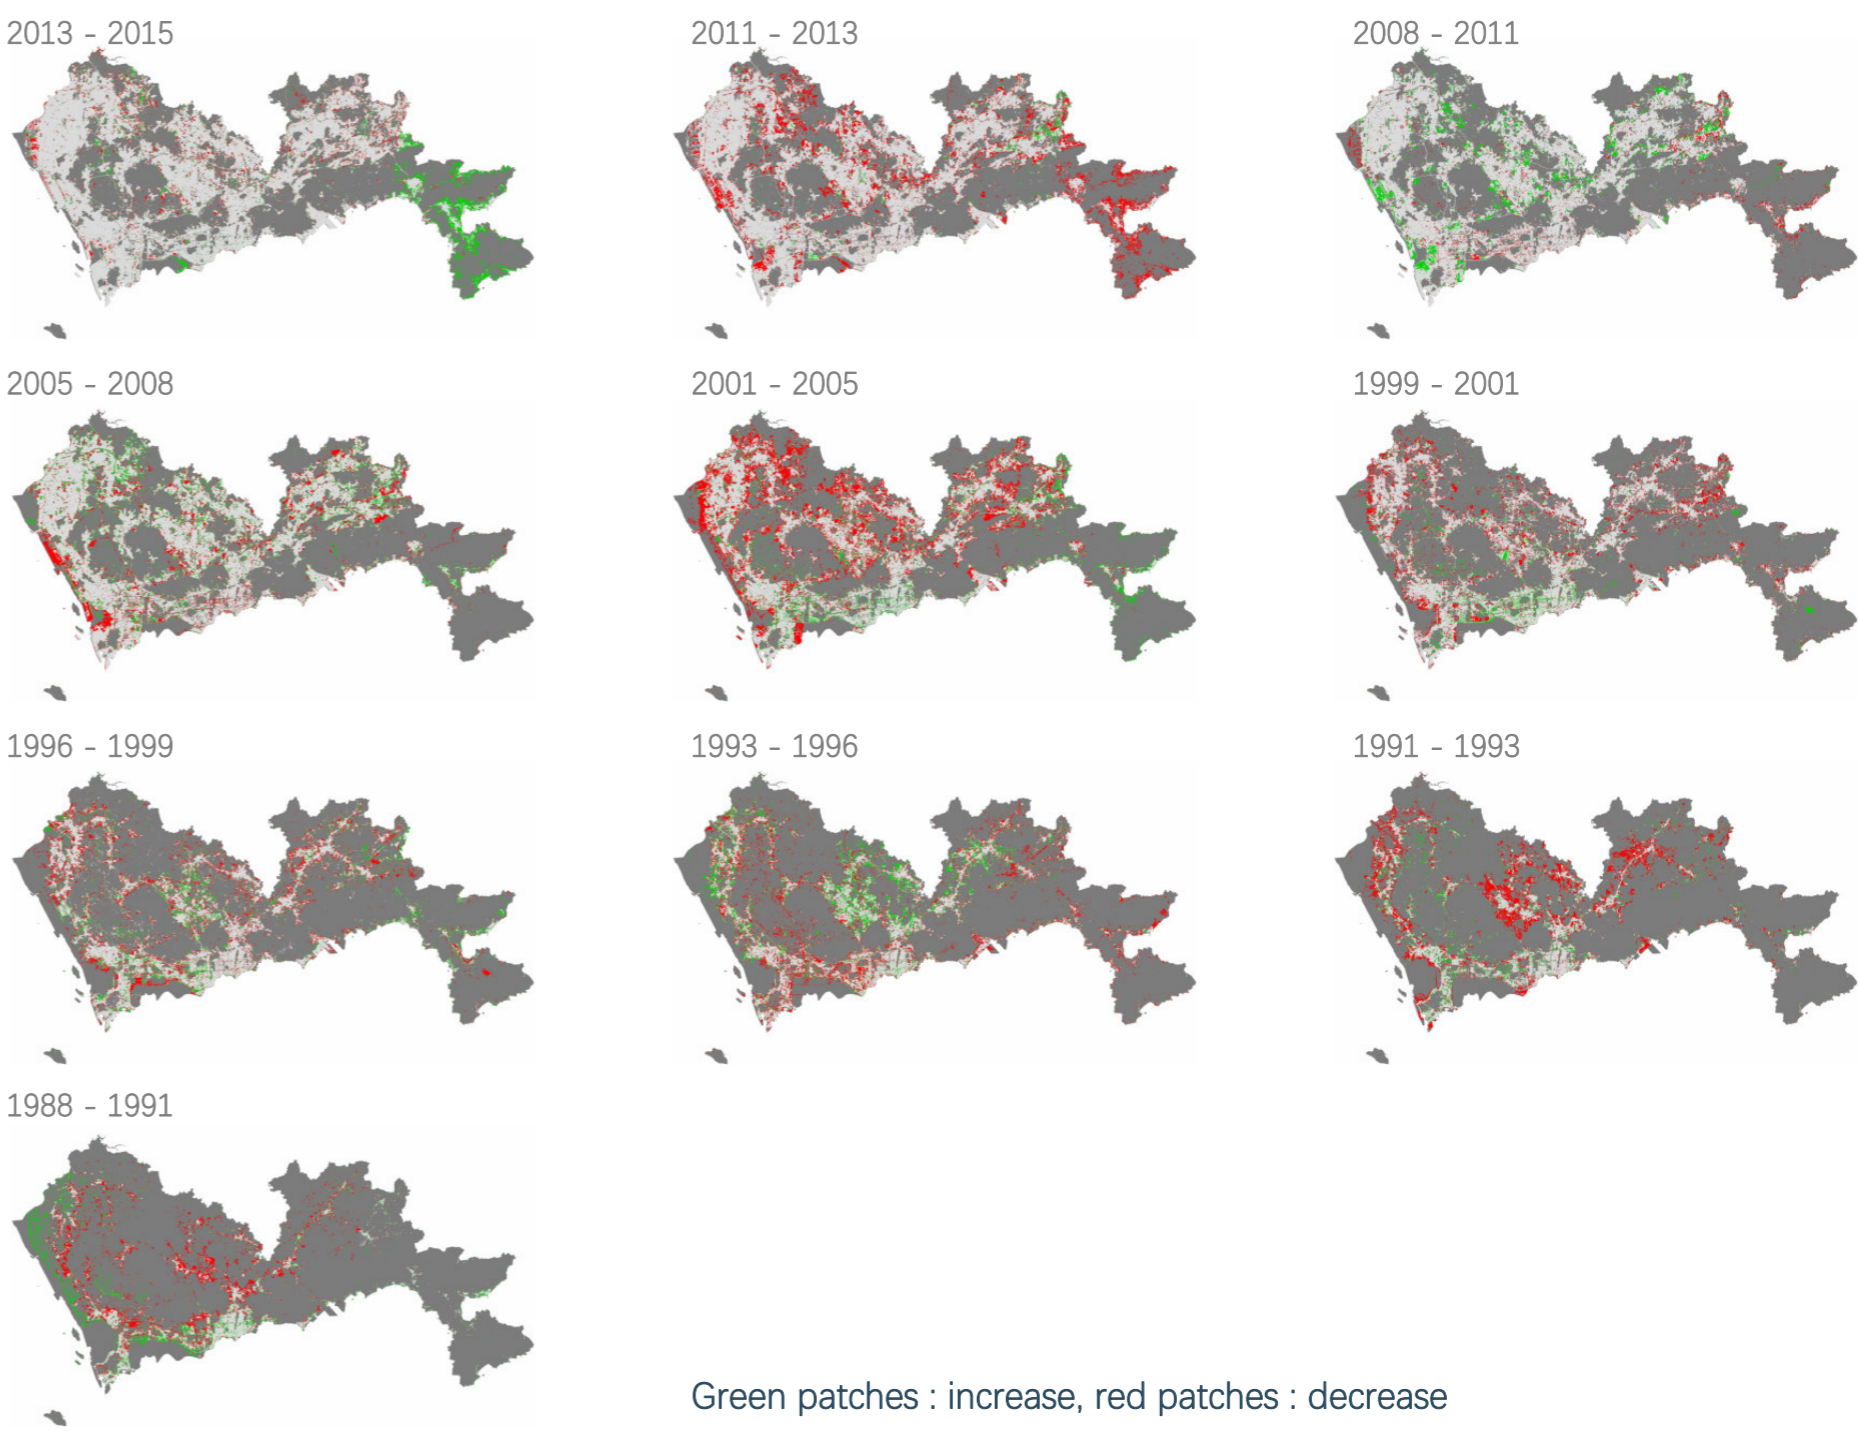 2013 - 2015
2011 - 2013
2008 - 2011
2005 - 2008
2001 - 2005
1999 - 2001
1996 - 1999
1993 - 1996
1991 - 1993
1988 - 1991
Green patches : increase, red patches : decrease